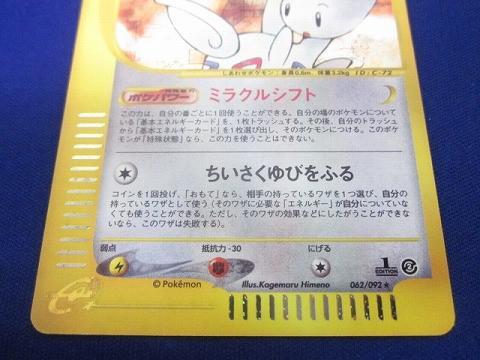 しあわせポケモン：身長0.6m、体重3.2kg ID:C-72
特殊能力
ポケパワー ミラクルシフト
この力は、自分の番ごとに1回使うことができる。自分の場のポケモンについている
「基本エネルギーカード」を、1枚トラッシュする。その後、自分のトラッシュ
から「基本エネルギーカード」を1枚選び出し、そのポケモンにつける。このポケモンが
「特殊状態」なら、この力を使うことはできない。
ちいさくゆびをふる
コインを1回投げ、「おもて」なら、相手の持っているワザを1つ選び、自分の
持っているワザとして使う（そのワザに必要な「エネルギー」が自分についていな
くても使うことができる。ただし、そのワザの効果などにしたがうことができない
なら、このワザは失敗する）。
弱点 抵抗力-30 にげる
1
EDITION
© Pokémon Illus.Kagemaru Himeno 062/092★